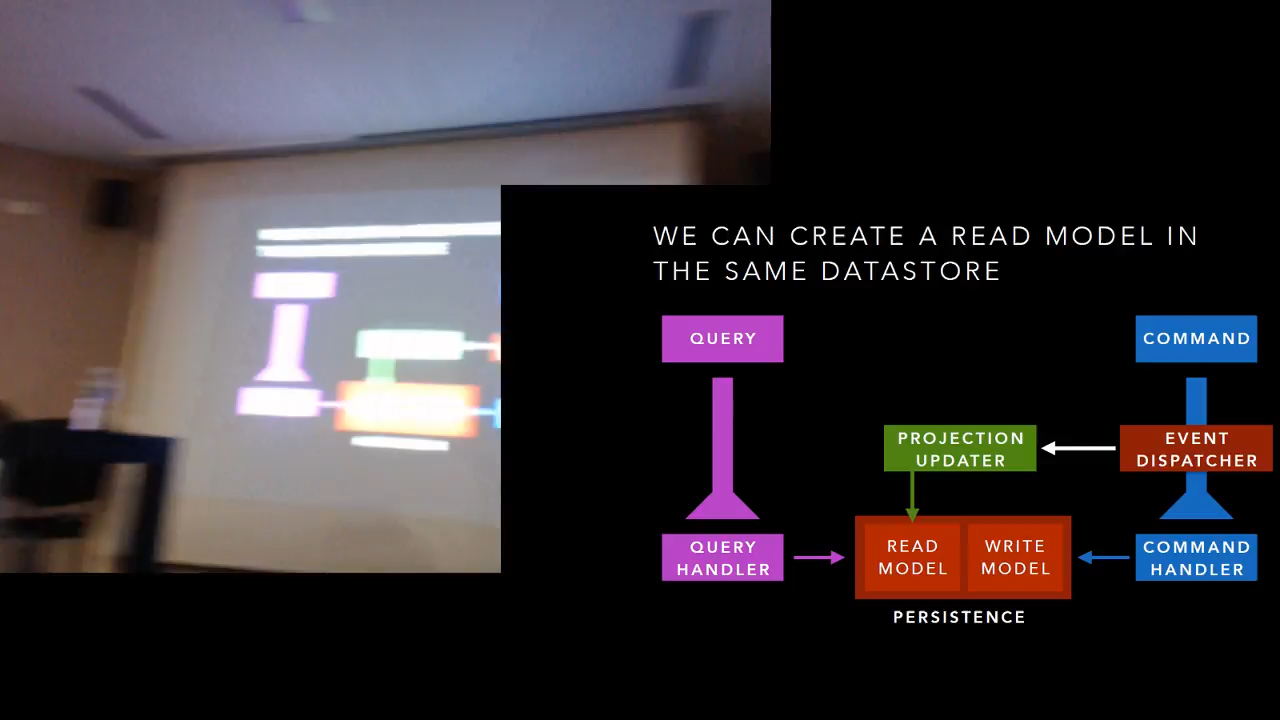 WE CAN CREATE A READ MODEL IN
THE SAME DATASTORE
QUERY
COMMAND
PROJECTION
UPDATER
EVENT
DISPATCHER
QUERY
HANDLER
READ
MODEL
WRITE
MODEL
COMMAND
HANDLER
PERSISTENCE